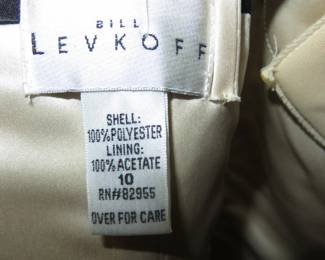 BILL
LEVKOFF
SHELL:
100%POLYESTER
LINING:
100%ACETATE
10
RN#82955
OVER FOR CARE